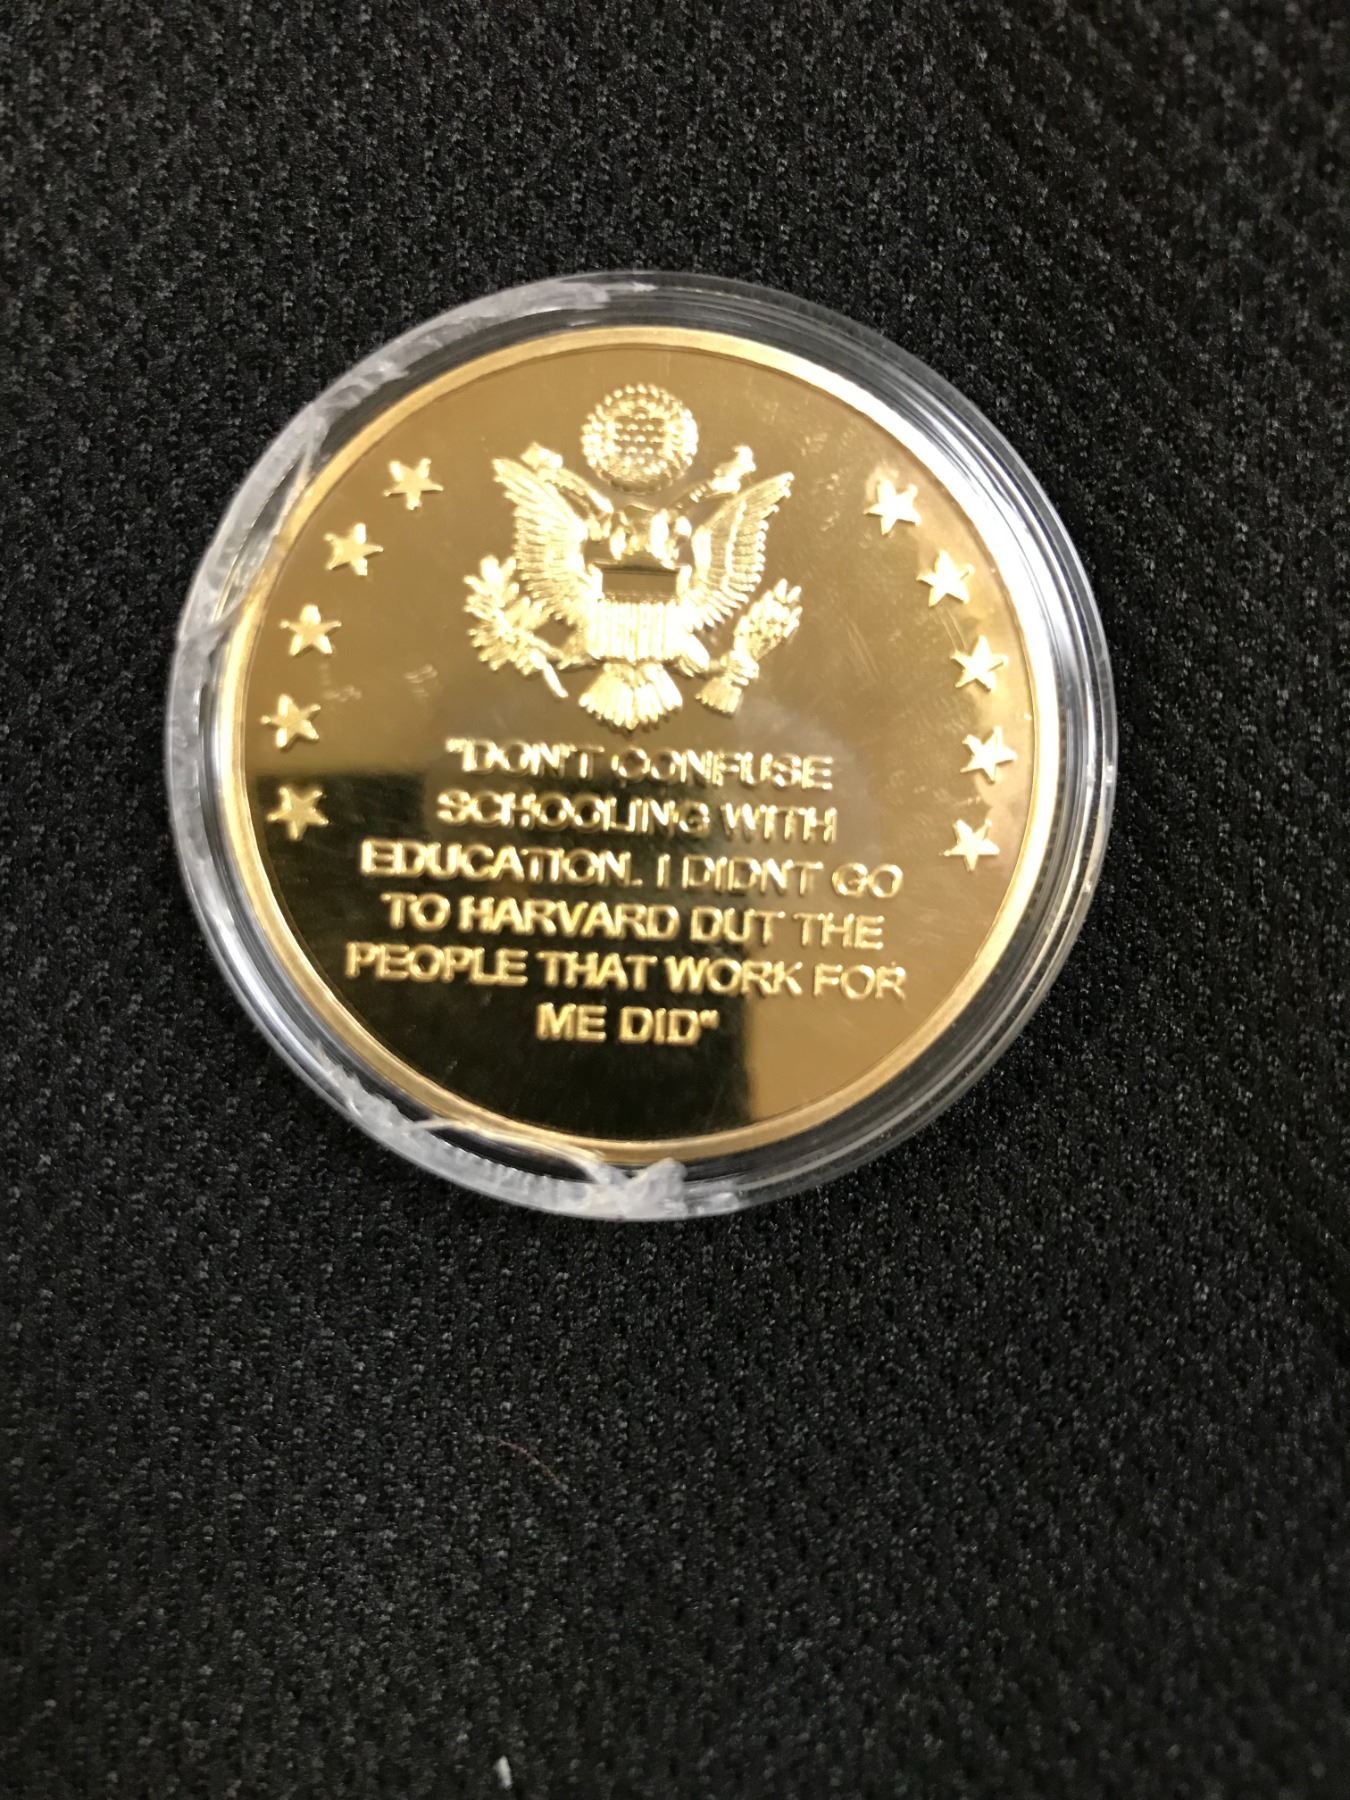 "DON'T CONFUSE
SCHOOLING WITH
EDUCATION. I DIDNT GO
TO HARVARD DUT THE
PEOPLE THAT WORK FOR
ME DID"